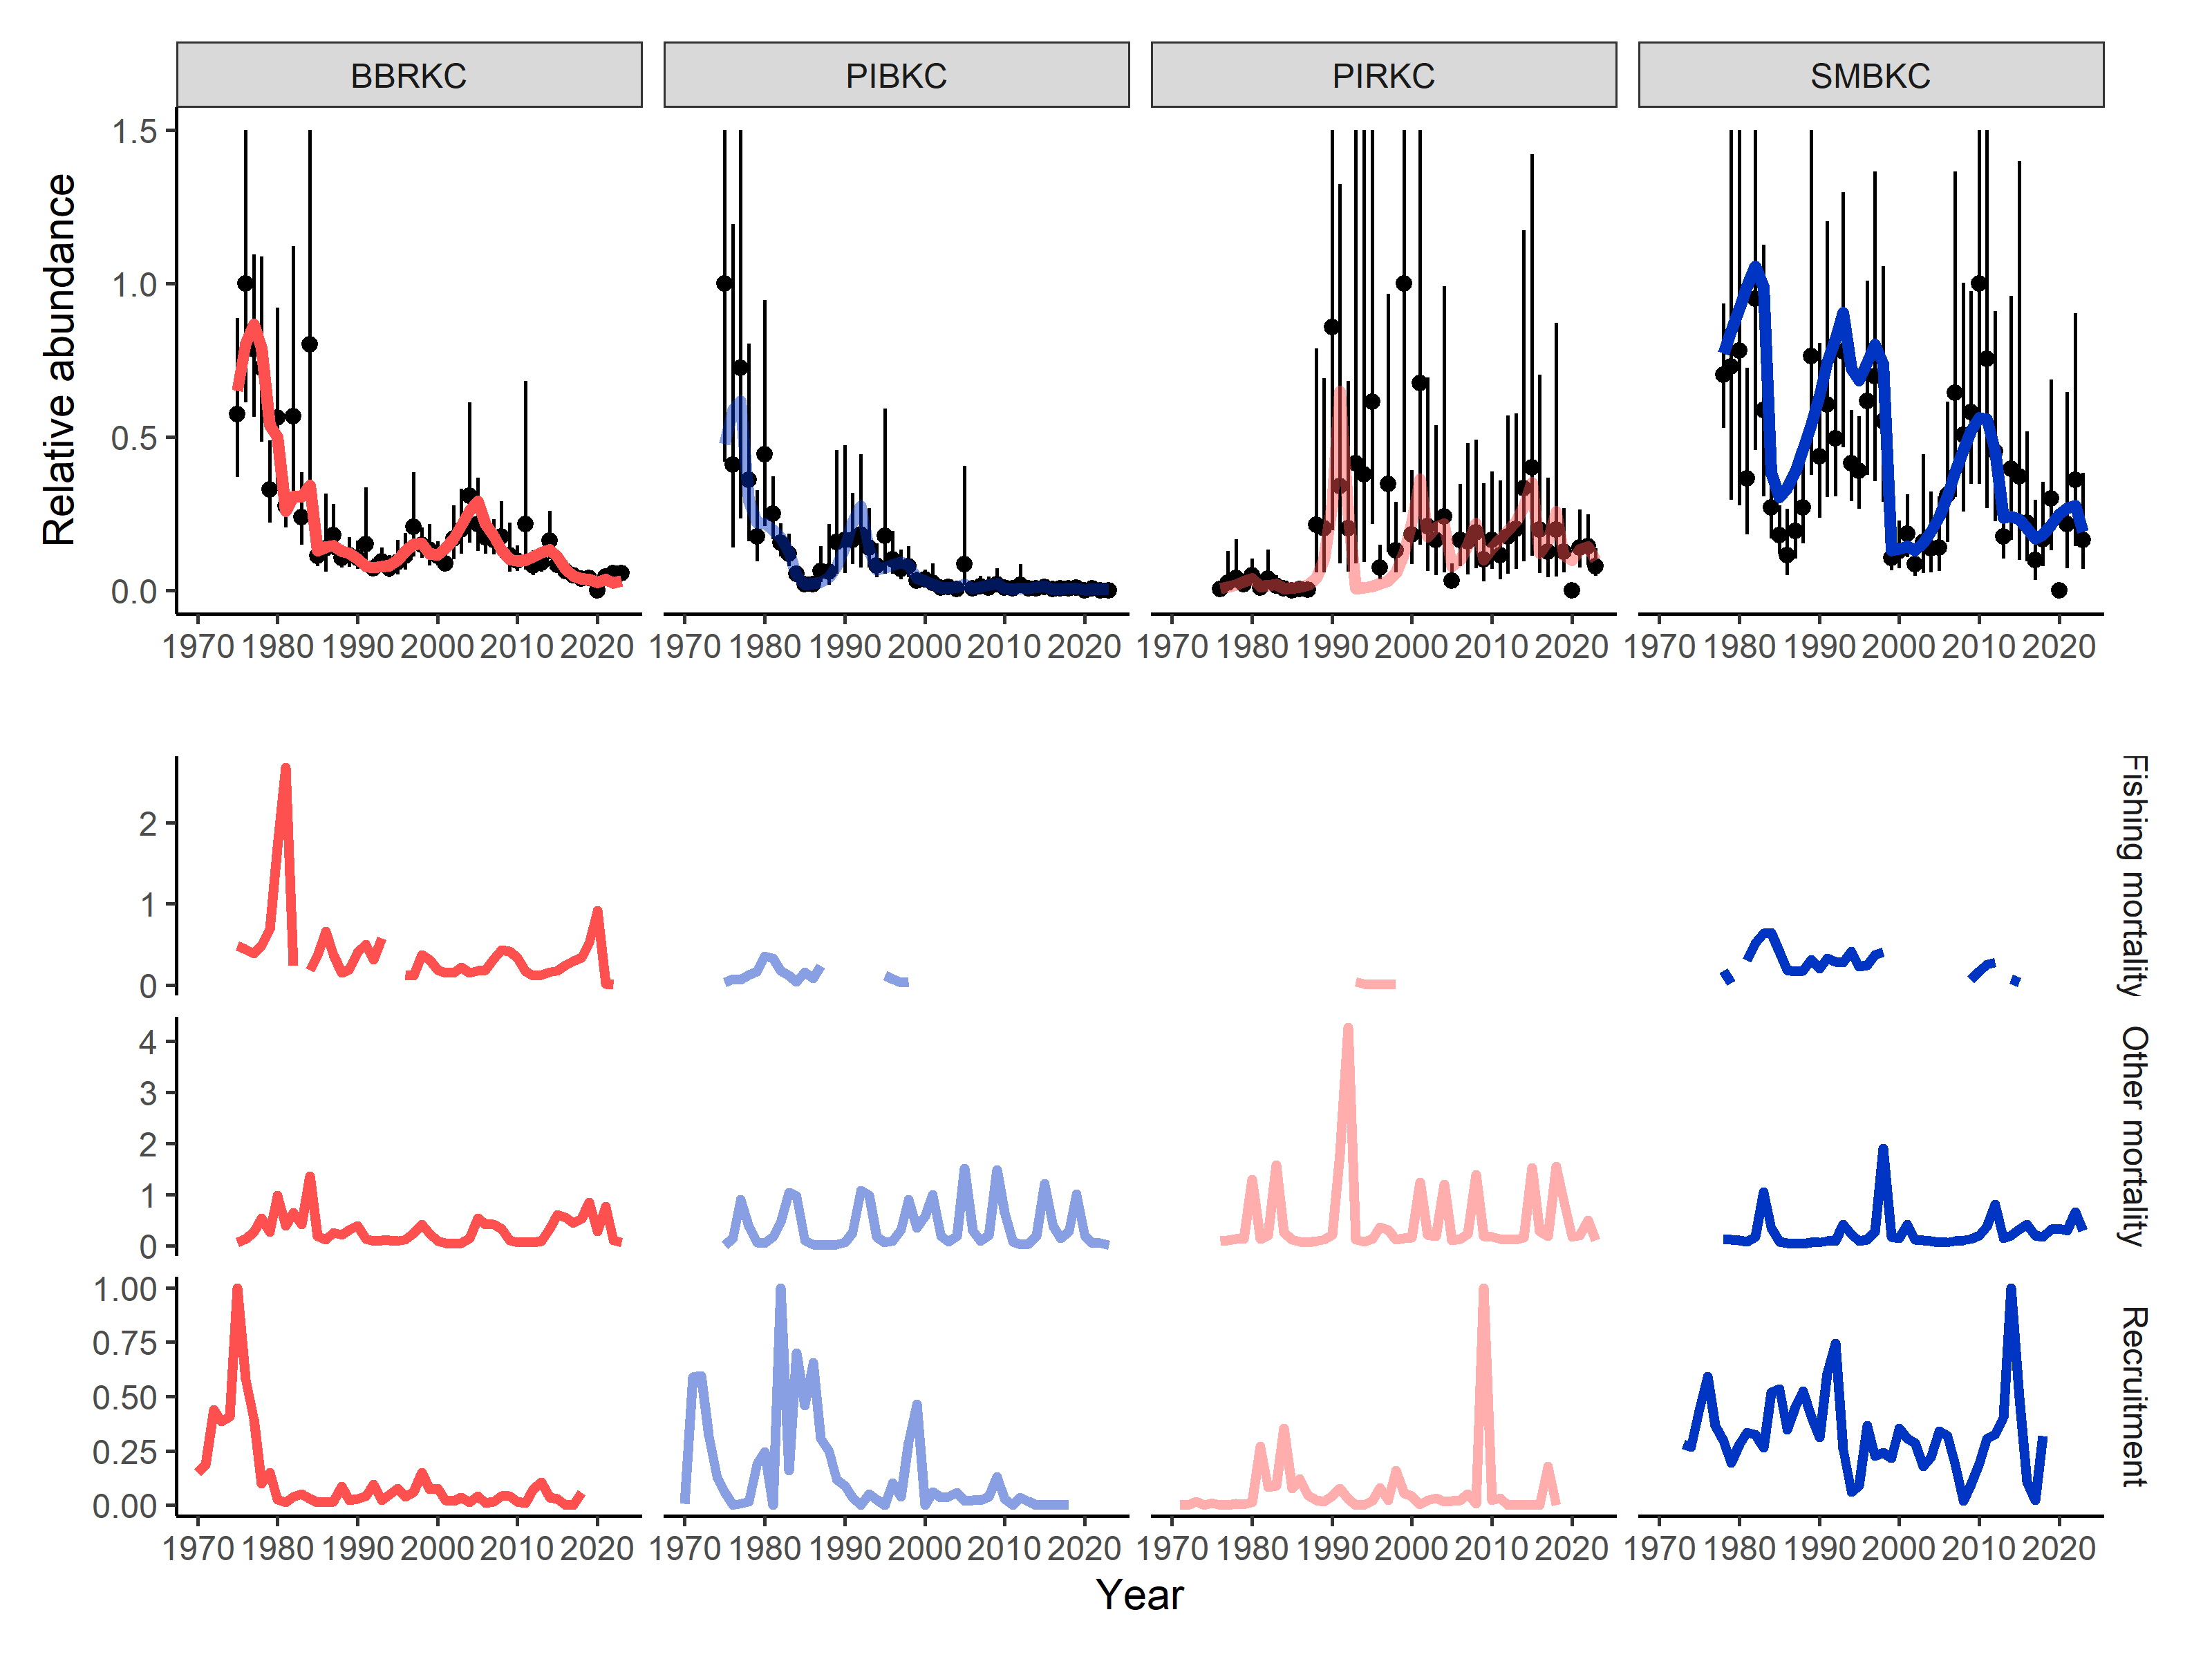 BBRKC PIBKC PIRKC SMBKC
Relative abundance
1.5
1.0
0.5
0.0
1970 1980 1990 2000 2010 2020 1970 1980 1990 2000 2010 2020 1970 1980 1990 2000 2010 2020 1970 1980 1990 2000 2010 2020
Fishing mortality
2
1
0
Other mortality
4
3
2
1
0
Recruitment
1.00
0.75
0.50
0.25
0.00
1970 1980 1990 2000 2010 2020 1970 1980 1990 2000 2010 2020 1970 1980 1990 2000 2010 2020 1970 1980 1990 2000 2010 2020
Year